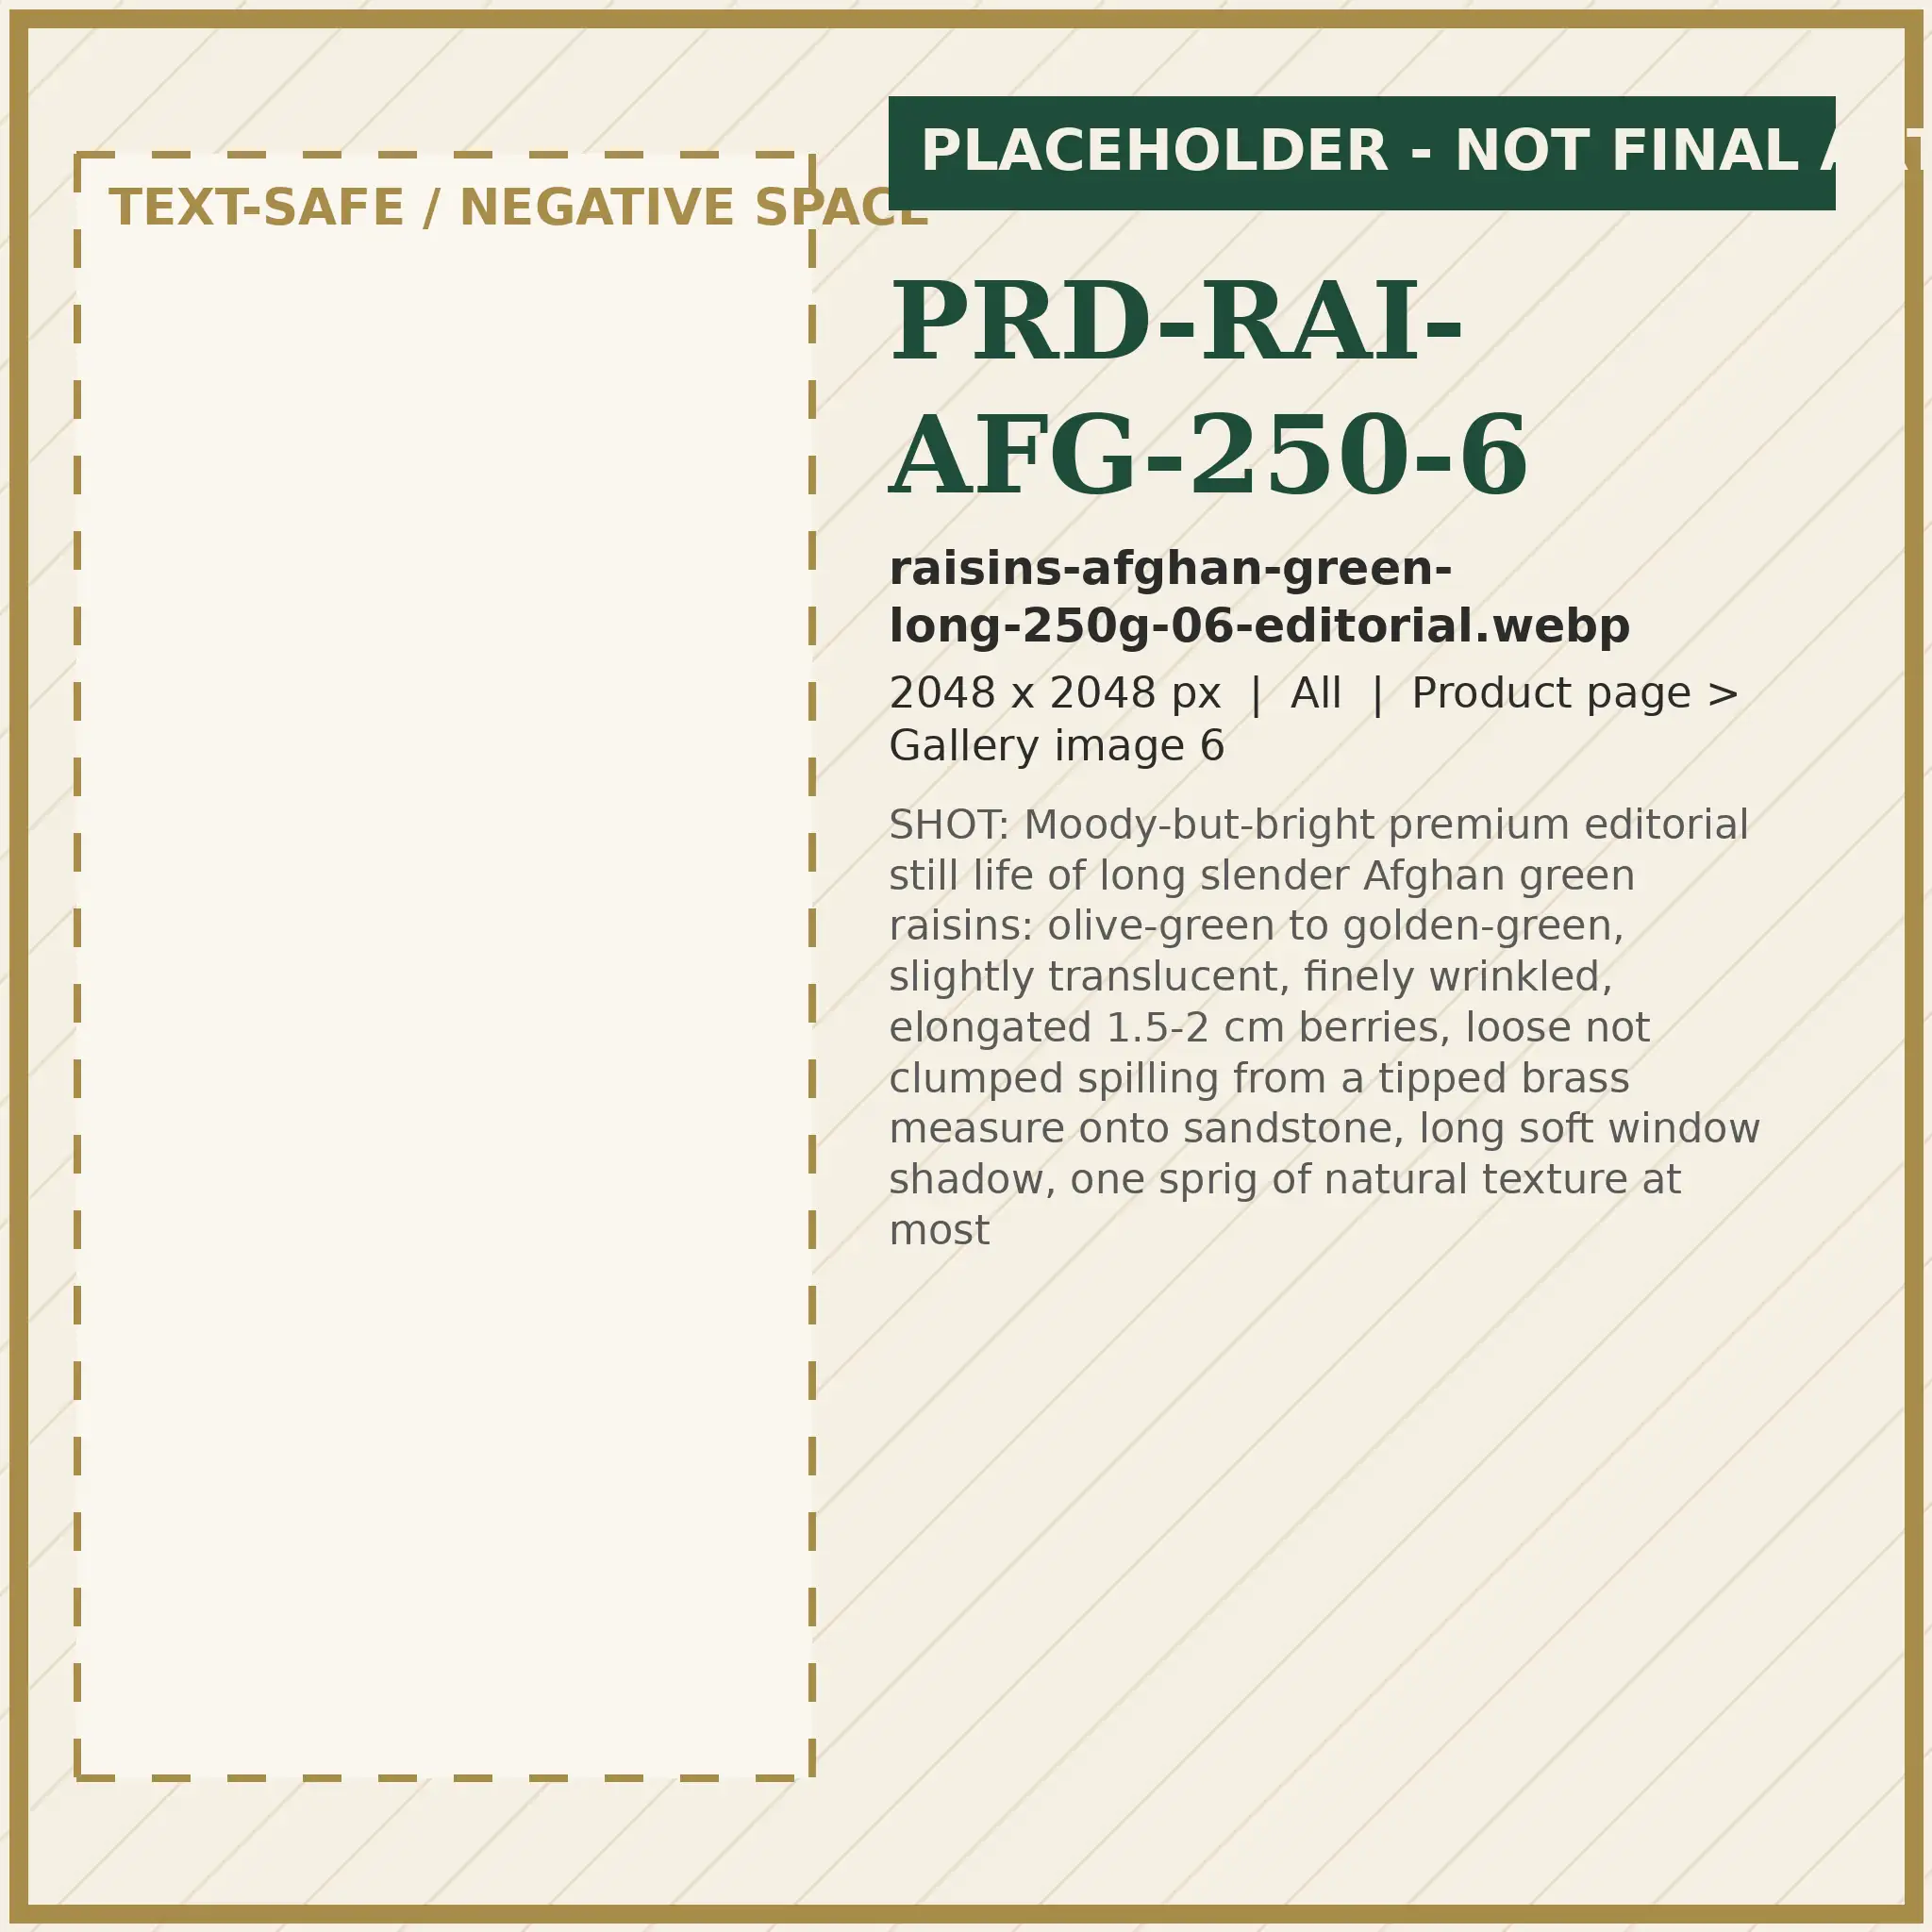 TEXT-SAFE / NEGATIVE SPACE
PLACEHOLDER - NOT FINAL
PRD-RAI-
AFG-250-6
raisins-afghan-green-
long-250g-06-editorial.webp
2048 x 2048 px | All | Product page >
Gallery image 6
SHOT: Moody-but-bright premium editorial
still life of long slender Afghan green
raisins: olive-green to golden-green,
slightly translucent, finely wrinkled,
elongated 1.5-2 cm berries, loose not
clumped spilling from a tipped brass
measure onto sandstone, long soft window
shadow, one sprig of natural texture at
most